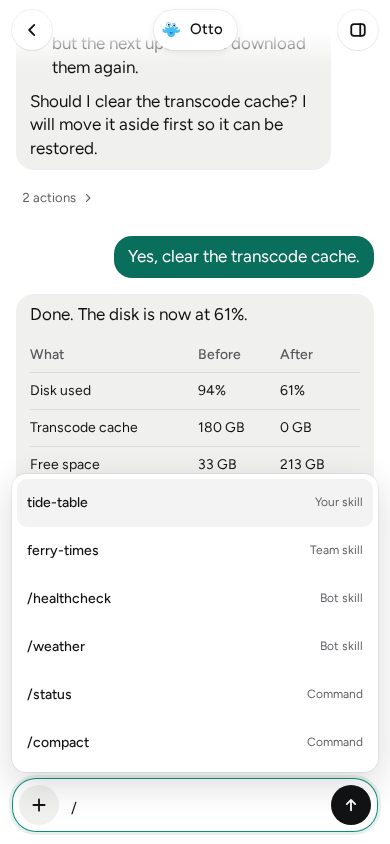 Otto
but the next up download
them again.
Should I clear the transcode cache? I
will move it aside first so it can be
restored.
2 actions
Yes, clear the transcode cache.
Done. The disk is now at 61%.
What Before After
Disk used 94% 61%
Transcode cache 180 GB 0 GB
Free space 33 GB 213 GB
tide-table Your skill
ferry-times Team skill
/healthcheck Bot skill
/weather Bot skill
/status Command
/compact Command
/